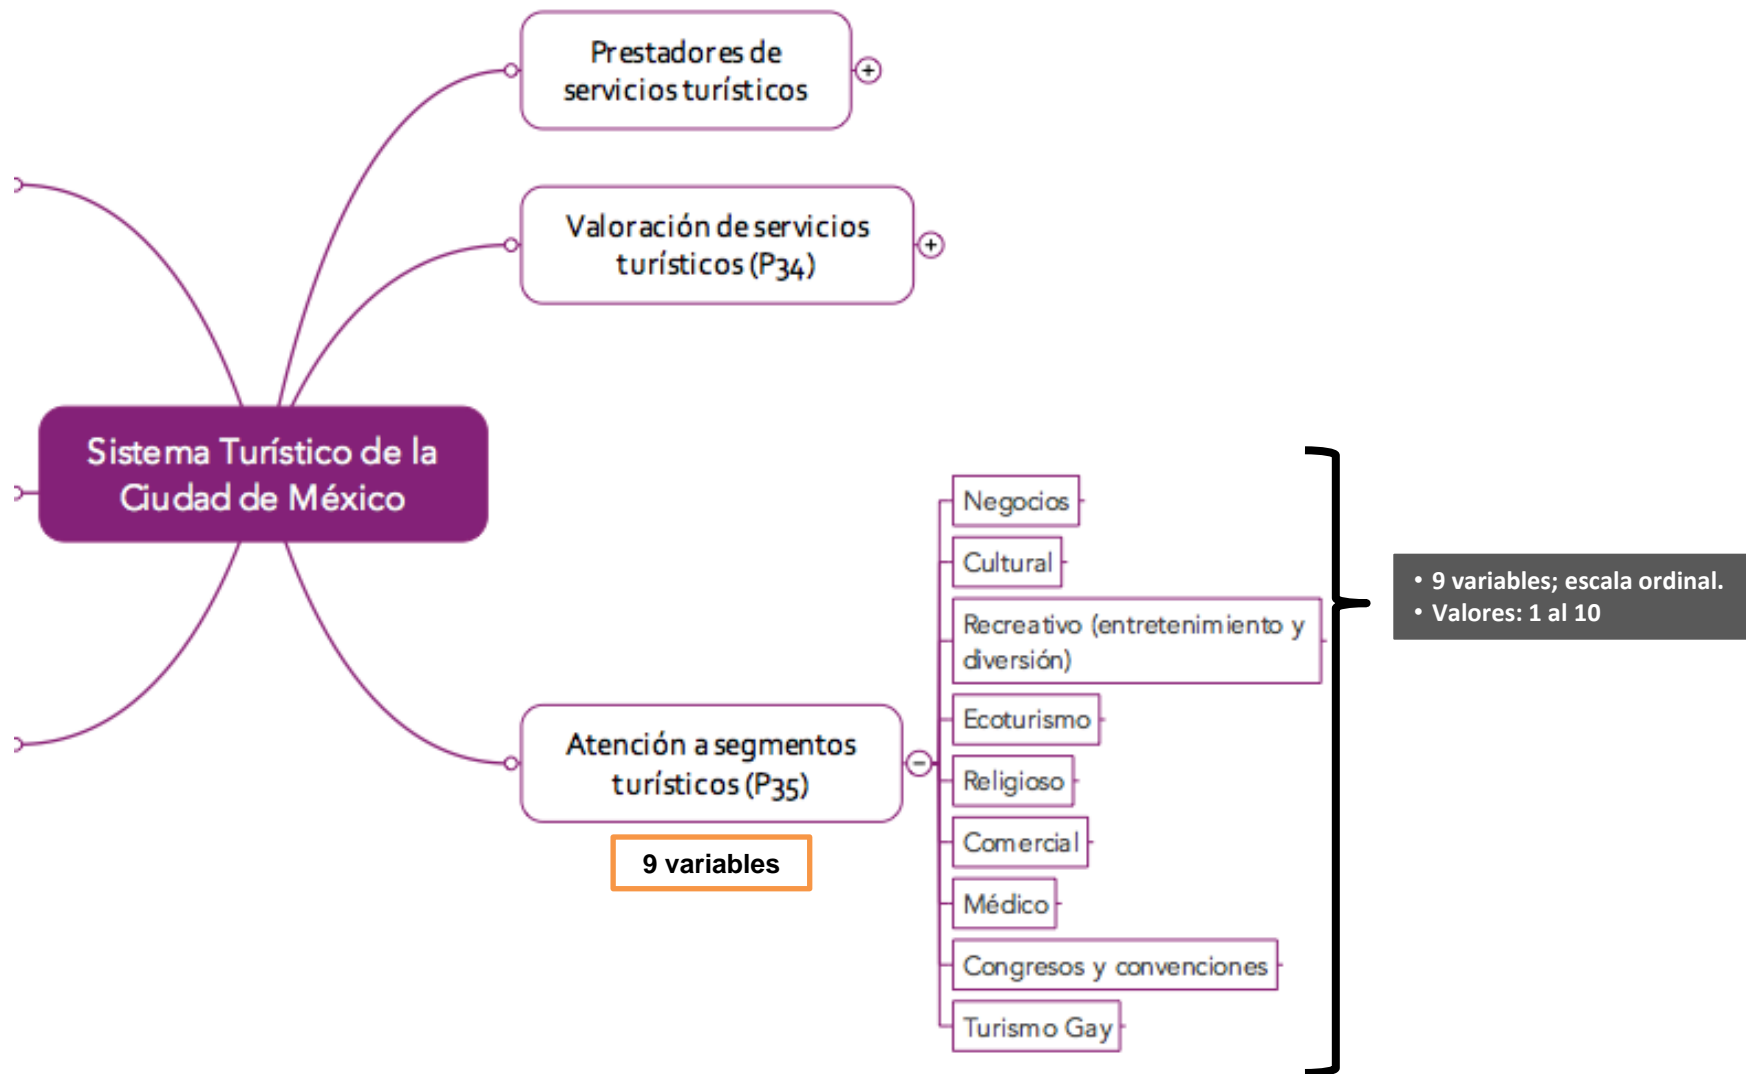 Prestadores de
servicios turísticos
Valoración de servicios
turísticos (P34)
Sistema Turístico de la
Ciudad de México
Atención a segmentos
turísticos (P35)
9 variables
Negocios
Cultural
Recreativo (entretenimiento y
diversión)
Ecoturismo
Religioso
Comercial
Médico
Congresos y convenciones
Turismo Gay
• 9 variables; escala ordinal.
• Valores: 1 al 10